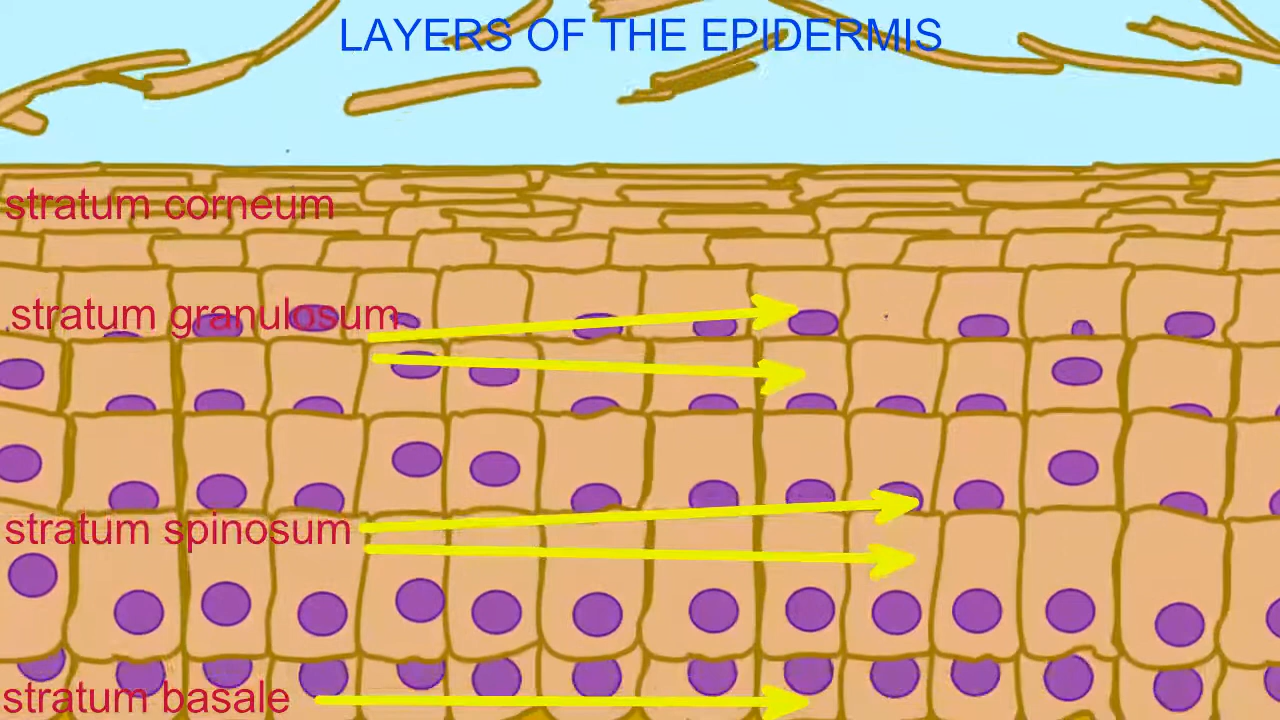 LAYERS OF THE EPIDERMIS
stratum corneum
stratum granulosum
stratum spinosum
stratum basale